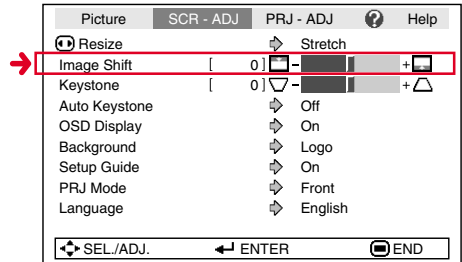 Picture SCR - ADJ PRJ - ADJ ? Help
Resize Stretch
Image Shift [ 0 ] - +
Keystone [ 0 ] - +
Auto Keystone Off
OSD Display On
Background Logo
Setup Guide On
PRJ Mode Front
Language English
SEL./ADJ. ENTER END